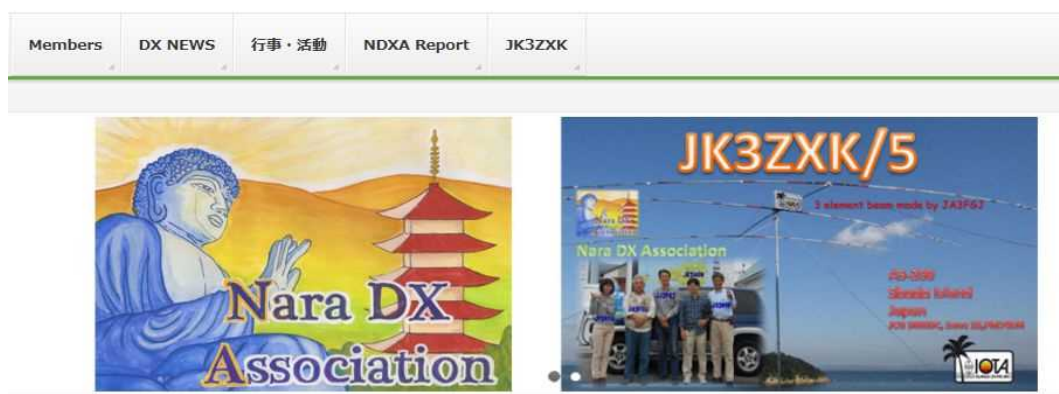 Members
DX NEWS
行事・活動
NDXA Report
JK3ZXK
Nara DX
Association
JK3ZXK/5
3 element beam made by JA3FGJ
Nara DX Association
Island
Japan
IOTA